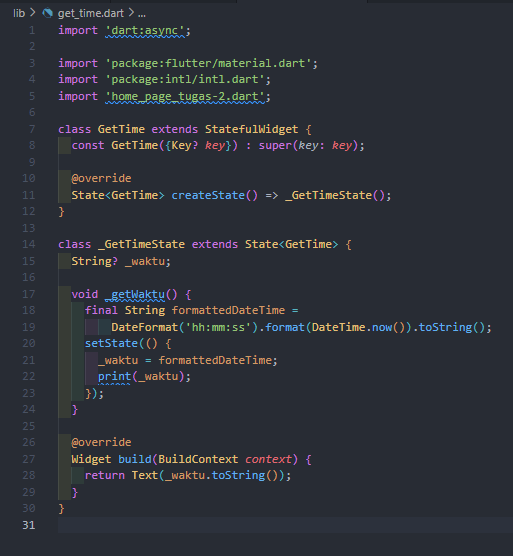 lib > get_time.dart > ...
1 import 'dart:async';
2
3 import 'package:flutter/material.dart';
4 import 'package:intl/intl.dart';
5 import 'home_page_tugas-2.dart';
6
7 class GetTime extends StatefulWidget {
8   const GetTime({Key? key}) : super(key: key);
9
10   @override
11   State<GetTime> createState() => _GetTimeState();
12 }
13
14 class _GetTimeState extends State<GetTime> {
15   String? _waktu;
16
17   void _getWaktu() {
18     final String formattedDateTime =
19         DateFormat('hh:mm:ss').format(DateTime.now()).toString();
20     setState(() {
21       _waktu = formattedDateTime;
22       print(_waktu);
23     });
24   }
25
26   @override
27   Widget build(BuildContext context) {
28     return Text(_waktu.toString());
29   }
30 }
31